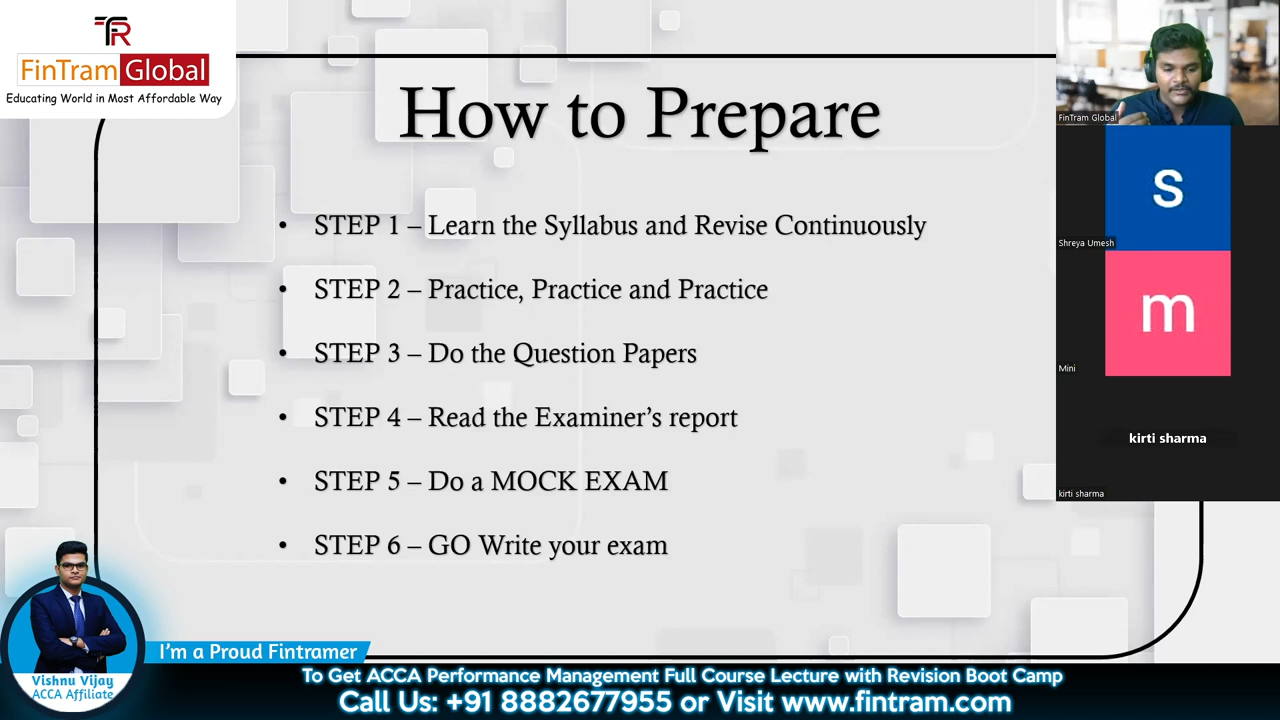 TR
FinTram Global
Educating World in Most Affordable Way
How to Prepare
• STEP 1 – Learn the Syllabus and Revise Continuously
• STEP 2 – Practice, Practice and Practice
• STEP 3 – Do the Question Papers
• STEP 4 – Read the Examiner’s report
• STEP 5 – Do a MOCK EXAM
• STEP 6 – GO Write your exam
FinTram Global
s
Shreya Umesh
m
Mini
kirti sharma
kirti sharma
I’m a Proud Fintramer
Vishnu Vijay
ACCA Affiliate
To Get ACCA Performance Management Full Course Lecture with Revision Boot Camp
Call Us: +91 8882677955 or Visit www.fintram.com